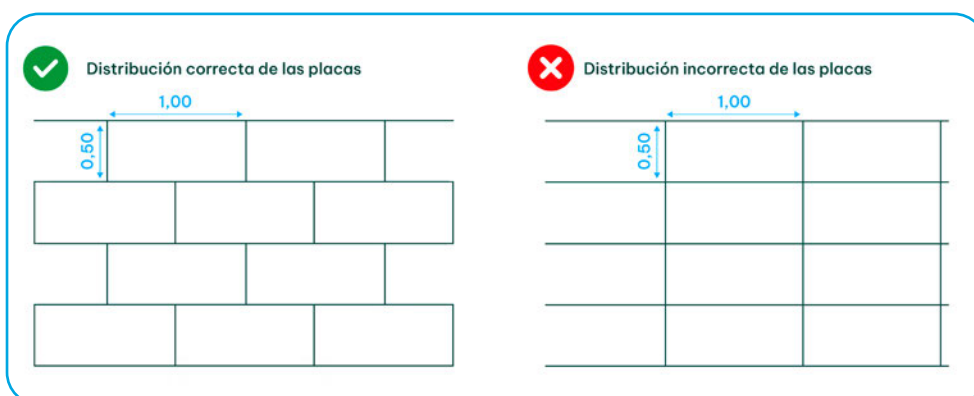 Distribución correcta de las placas
1,00
0,50
Distribución incorrecta de las placas
1,00
0,50